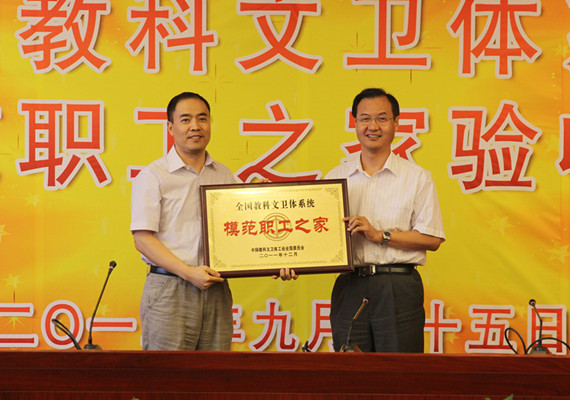 教科文卫体
职工之家验收
二〇一 年九月 十五日
全国教科文卫体系统
模范职工之家
中国教科文卫体工会全国委员会
二〇一一年十二月